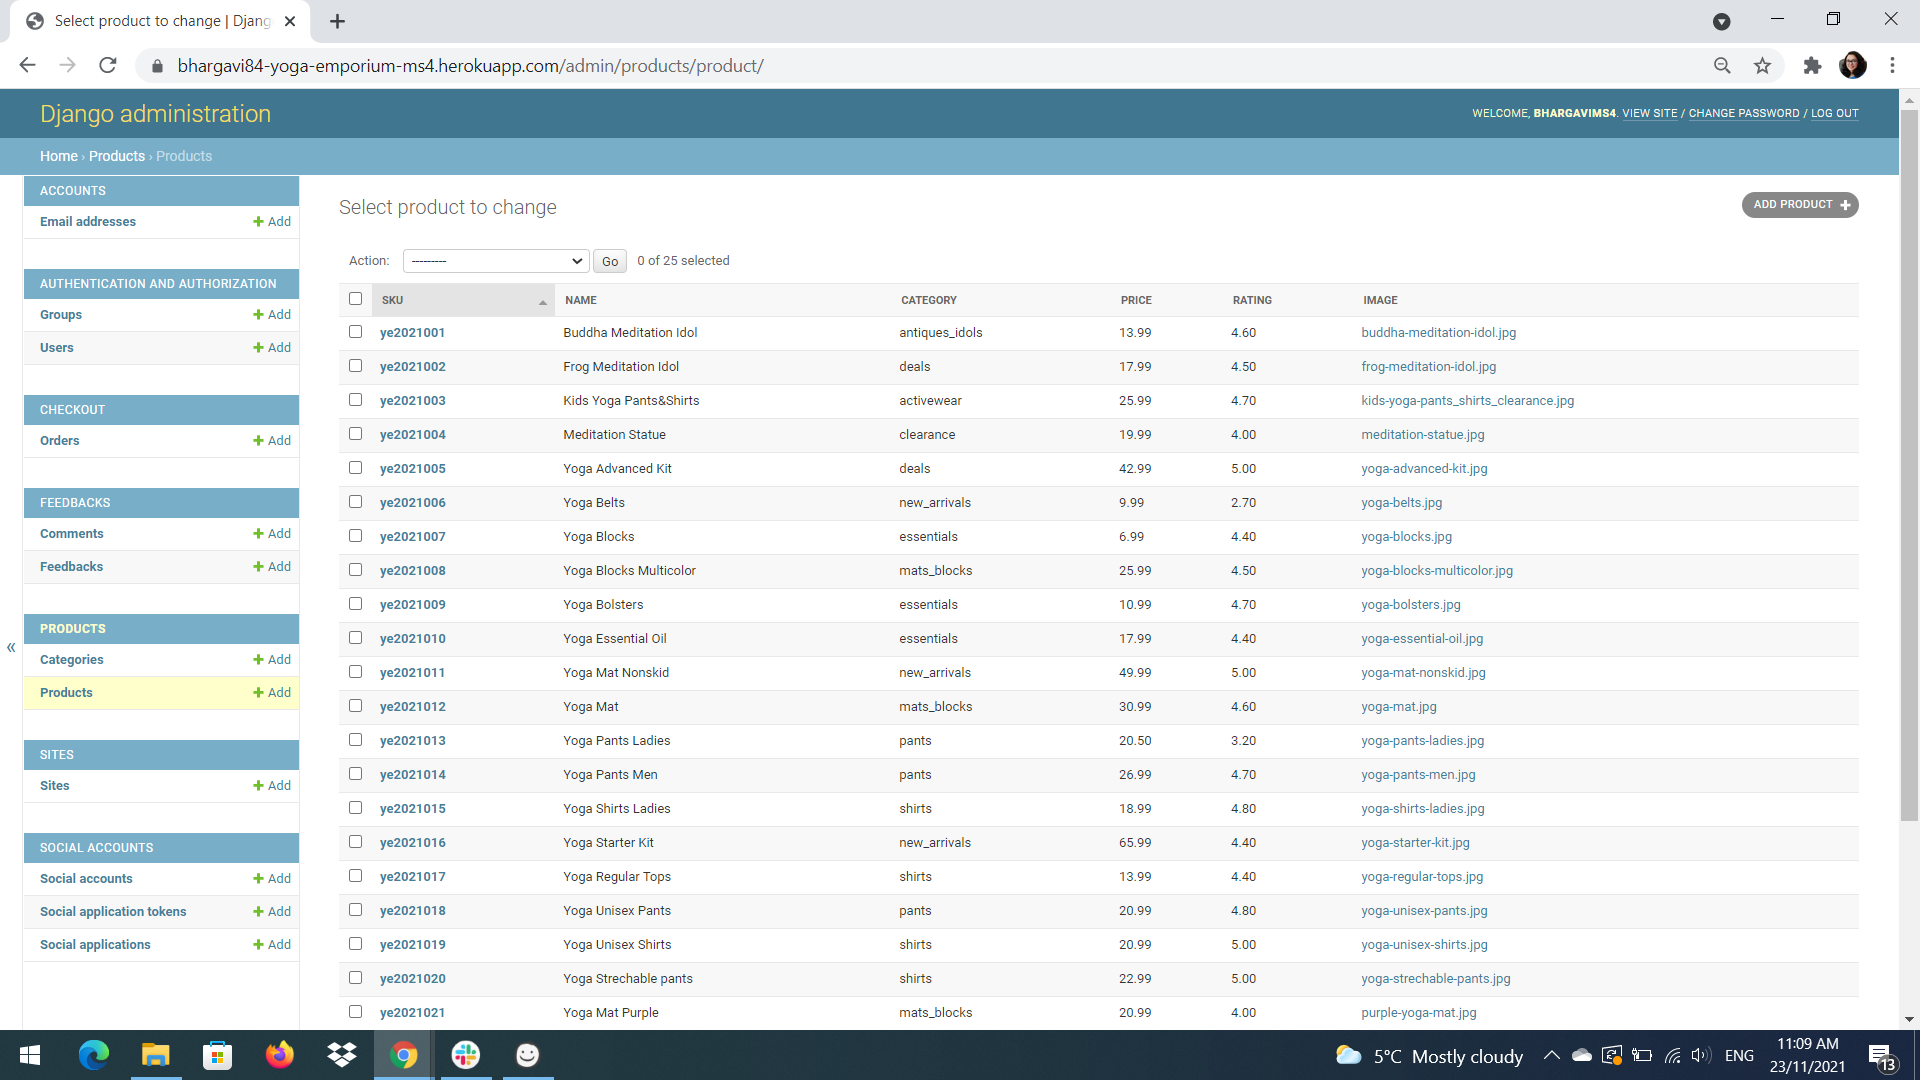 Select product to change | Djang
bhargavi84-yoga-emporium-ms4.herokuapp.com/admin/products/product/
Django administration
WELCOME, BHARGAVIMS4. VIEW SITE / CHANGE PASSWORD / LOG OUT
Home › Products › Products
ACCOUNTS
Email addresses Add
AUTHENTICATION AND AUTHORIZATION
Groups Add
Users Add
CHECKOUT
Orders Add
FEEDBACKS
Comments Add
Feedbacks Add
PRODUCTS
Categories Add
Products Add
SITES
Sites Add
SOCIAL ACCOUNTS
Social accounts Add
Social application tokens Add
Social applications Add
«
Select product to change
ADD PRODUCT
Action: --------- Go 0 of 25 selected
SKU NAME CATEGORY PRICE RATING IMAGE
ye2021001 Buddha Meditation Idol antiques_idols 13.99 4.60 buddha-meditation-idol.jpg
ye2021002 Frog Meditation Idol deals 17.99 4.50 frog-meditation-idol.jpg
ye2021003 Kids Yoga Pants&Shirts activewear 25.99 4.70 kids-yoga-pants_shirts_clearance.jpg
ye2021004 Meditation Statue clearance 19.99 4.00 meditation-statue.jpg
ye2021005 Yoga Advanced Kit deals 42.99 5.00 yoga-advanced-kit.jpg
ye2021006 Yoga Belts new_arrivals 9.99 2.70 yoga-belts.jpg
ye2021007 Yoga Blocks essentials 6.99 4.40 yoga-blocks.jpg
ye2021008 Yoga Blocks Multicolor mats_blocks 25.99 4.50 yoga-blocks-multicolor.jpg
ye2021009 Yoga Bolsters essentials 10.99 4.70 yoga-bolsters.jpg
ye2021010 Yoga Essential Oil essentials 17.99 4.40 yoga-essential-oil.jpg
ye2021011 Yoga Mat Nonskid new_arrivals 49.99 5.00 yoga-mat-nonskid.jpg
ye2021012 Yoga Mat mats_blocks 30.99 4.60 yoga-mat.jpg
ye2021013 Yoga Pants Ladies pants 20.50 3.20 yoga-pants-ladies.jpg
ye2021014 Yoga Pants Men pants 26.99 4.70 yoga-pants-men.jpg
ye2021015 Yoga Shirts Ladies shirts 18.99 4.80 yoga-shirts-ladies.jpg
ye2021016 Yoga Starter Kit new_arrivals 65.99 4.40 yoga-starter-kit.jpg
ye2021017 Yoga Regular Tops shirts 13.99 4.40 yoga-regular-tops.jpg
ye2021018 Yoga Unisex Pants pants 20.99 4.80 yoga-unisex-pants.jpg
ye2021019 Yoga Unisex Shirts shirts 20.99 5.00 yoga-unisex-shirts.jpg
ye2021020 Yoga Strechable pants shirts 22.99 5.00 yoga-strechable-pants.jpg
ye2021021 Yoga Mat Purple mats_blocks 20.99 4.00 purple-yoga-mat.jpg
5°C Mostly cloudy ENG 11:09 AM
23/11/2021
13